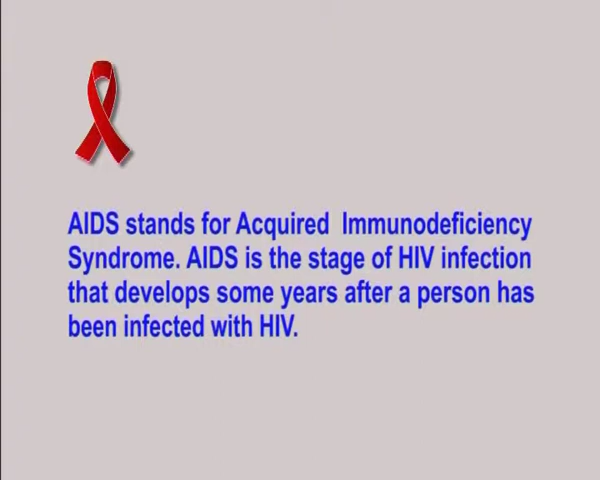 AIDS stands for Acquired  Immunodeficiency
Syndrome. AIDS is the stage of HIV infection
that develops some years after a person has
been infected with HIV.